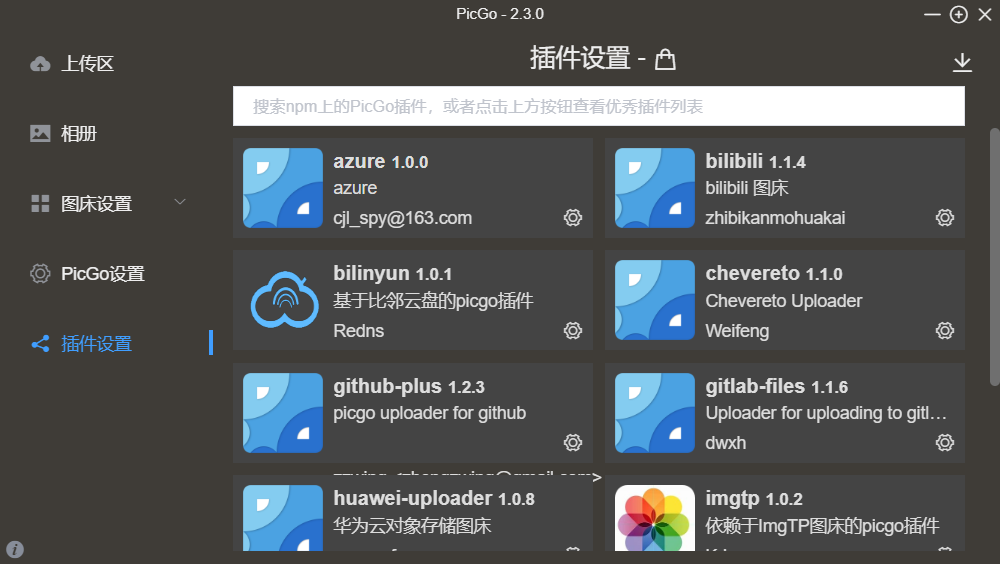 PicGo - 2.3.0
上传区
相册
图床设置
PicGo设置
插件设置
插件设置 -
搜索npm上的PicGo插件，或者点击上方按钮查看优秀插件列表
azure 1.0.0
azure
cjl_spy@163.com
bilibili 1.1.4
bilibili 图床
zhibikanmohuakai
bilinyun 1.0.1
基于比邻云盘的picgo插件
Redns
chevereto 1.1.0
Chevereto Uploader
Weifeng
github-plus 1.2.3
picgo uploader for github
gitlab-files 1.1.6
Uploader for uploading to gitl…
dwxh
huawei-uploader 1.0.8
华为云对象存储图床
imgtp 1.0.2
依赖于ImgTP图床的picgo插件